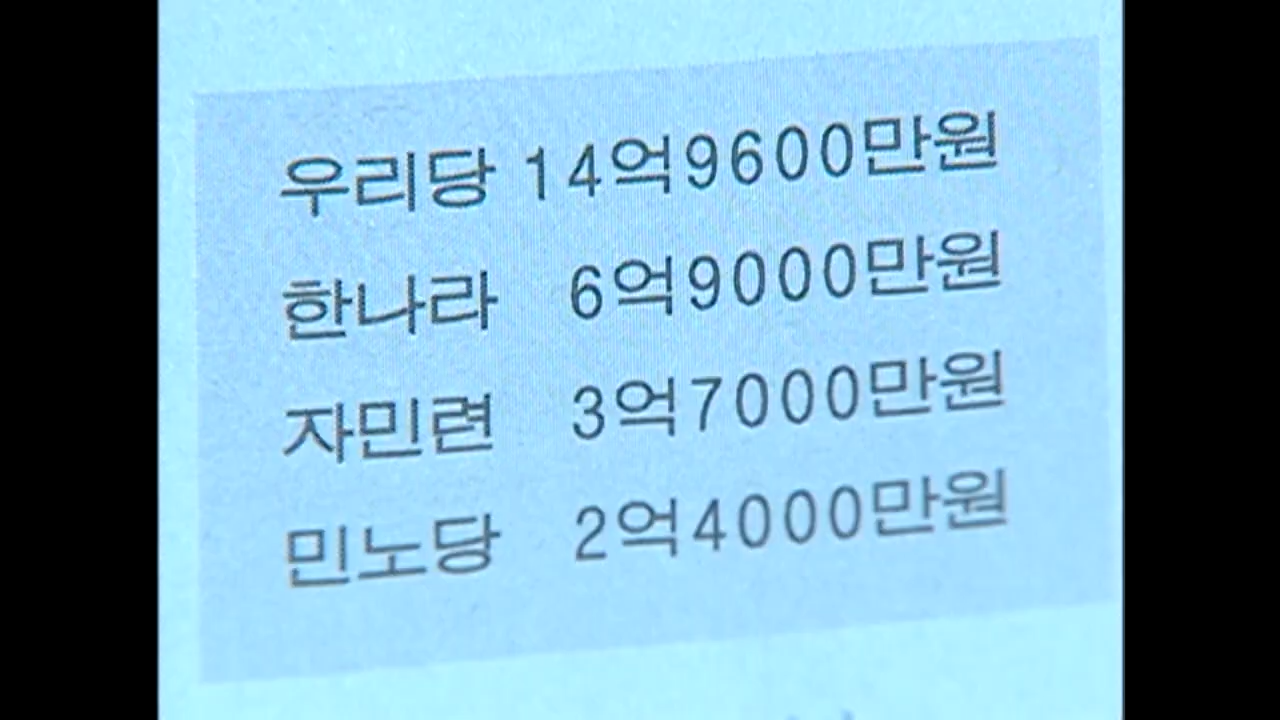 우리당 14억9600만원
한나라 6억9000만원
자민련 3억7000만원
민노당 2억4000만원